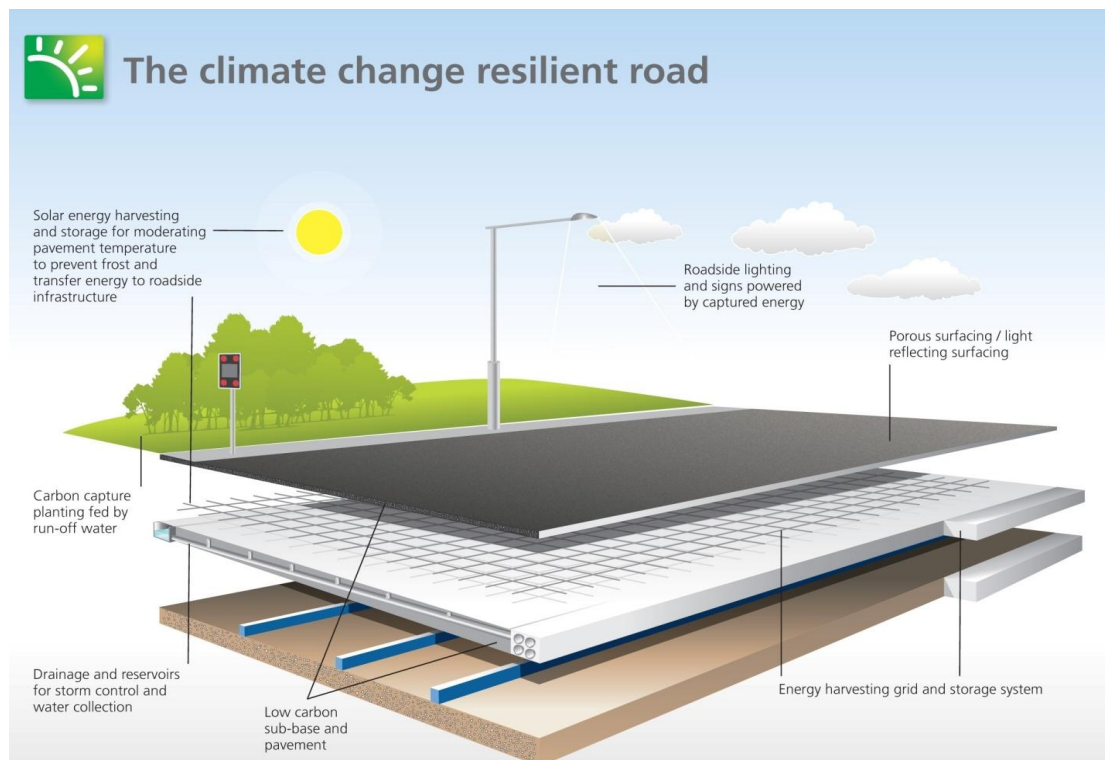 The climate change resilient road
Solar energy harvesting
and storage for moderating
pavement temperature
to prevent frost and
transfer energy to roadside
infrastructure
Roadside lighting
and signs powered
by captured energy
Porous surfacing / light
reflecting surfacing
Carbon capture
planting fed by
run-off water
Drainage and reservoirs
for storm control and
water collection
Low carbon
sub-base and
pavement
Energy harvesting grid and storage system